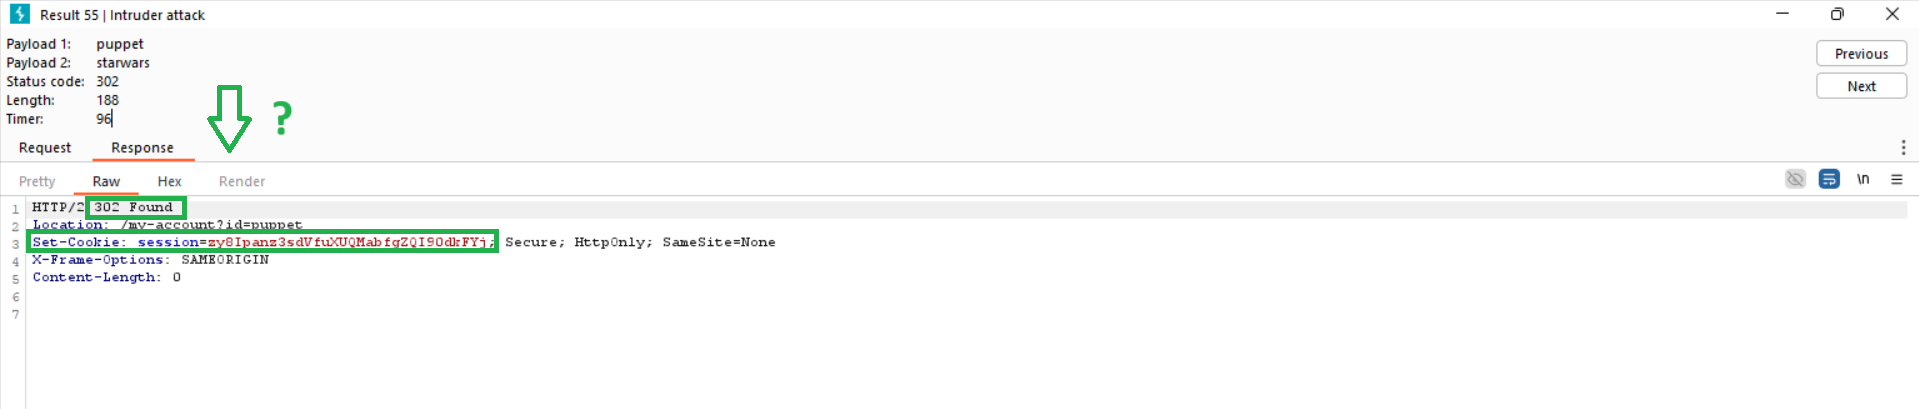 Result 55 | Intruder attack
Payload 1: puppet
Payload 2: starwars
Status code: 302
Length: 188
Timer: 96
Previous
Next
?
Request Response
Pretty Raw Hex Render \n
1 HTTP/2 302 Found
2 Location: /my-account?id=puppet
3 Set-Cookie: session=zy8Ipanz3sdVfuXUQMabfgZQI9OdkFYj; Secure; HttpOnly; SameSite=None
4 X-Frame-Options: SAMEORIGIN
5 Content-Length: 0
6
7